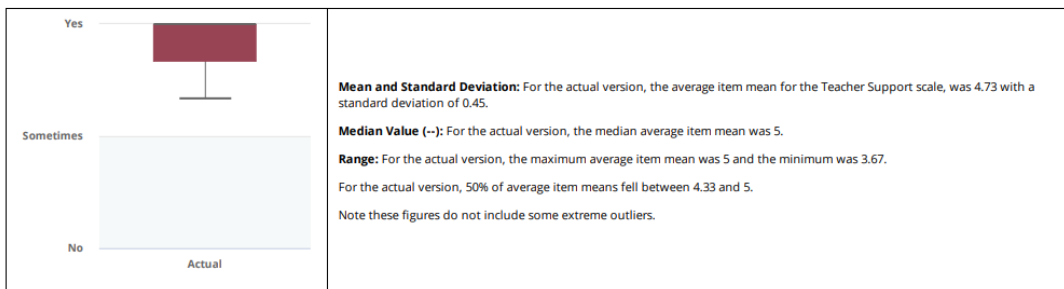 Yes
Sometimes
No
Actual
Mean and Standard Deviation: For the actual version, the average item mean for the Teacher Support scale, was 4.73 with a
standard deviation of 0.45.
Median Value (--): For the actual version, the median average item mean was 5.
Range: For the actual version, the maximum average item mean was 5 and the minimum was 3.67.
For the actual version, 50% of average item means fell between 4.33 and 5.
Note these figures do not include some extreme outliers.